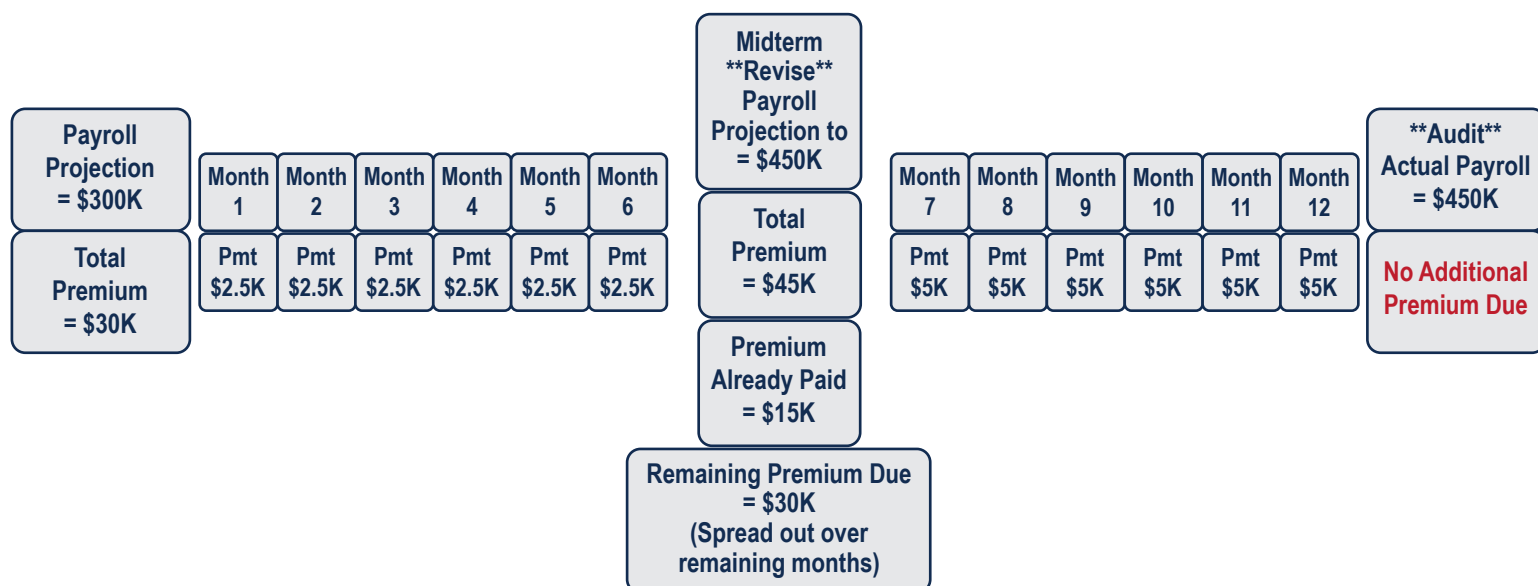 Payroll
Projection
= $300K
Total
Premium
= $30K
Month
1
Month
2
Month
3
Month
4
Month
5
Month
6
Pmt
$2.5K
Pmt
$2.5K
Pmt
$2.5K
Pmt
$2.5K
Pmt
$2.5K
Pmt
$2.5K
Midterm
**Revise**
Payroll
Projection to
= $450K
Total
Premium
= $45K
Premium
Already Paid
= $15K
Remaining Premium Due
= $30K
(Spread out over
remaining months)
Month
7
Month
8
Month
9
Month
10
Month
11
Month
12
Pmt
$5K
Pmt
$5K
Pmt
$5K
Pmt
$5K
Pmt
$5K
Pmt
$5K
**Audit**
Actual Payroll
= $450K
No Additional
Premium Due